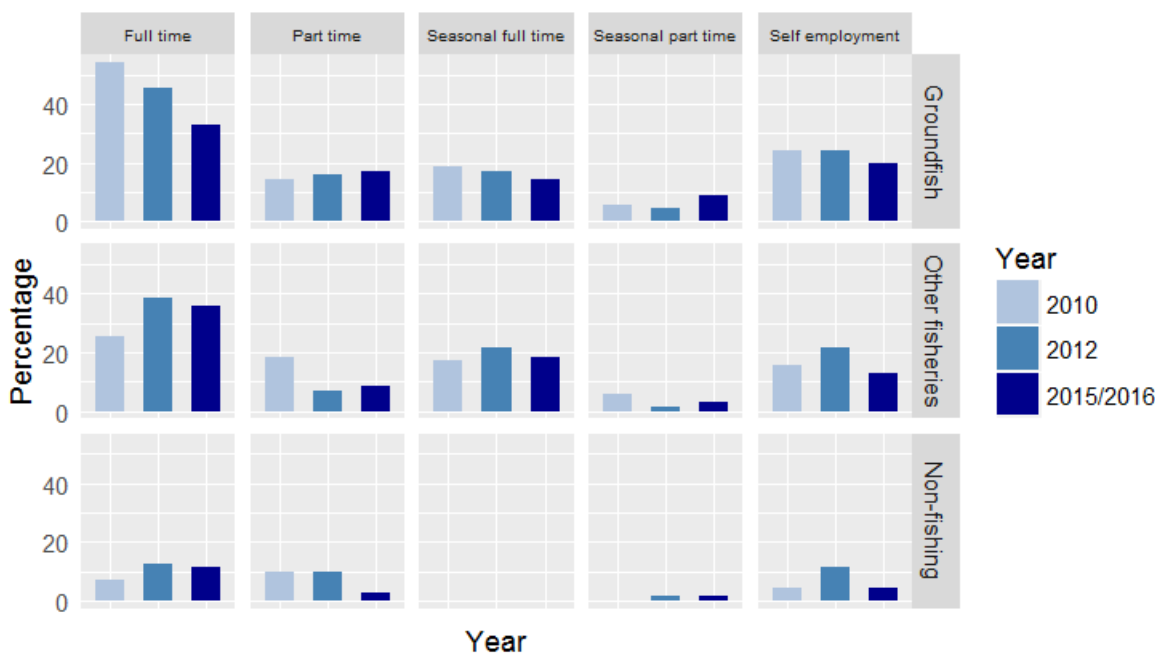 Full time
Part time
Seasonal full time
Seasonal part time
Self employment
40
20
0
Groundfish
40
20
0
Other fisheries
40
20
0
Non-fishing
Percentage
Year
Year
2010
2012
2015/2016